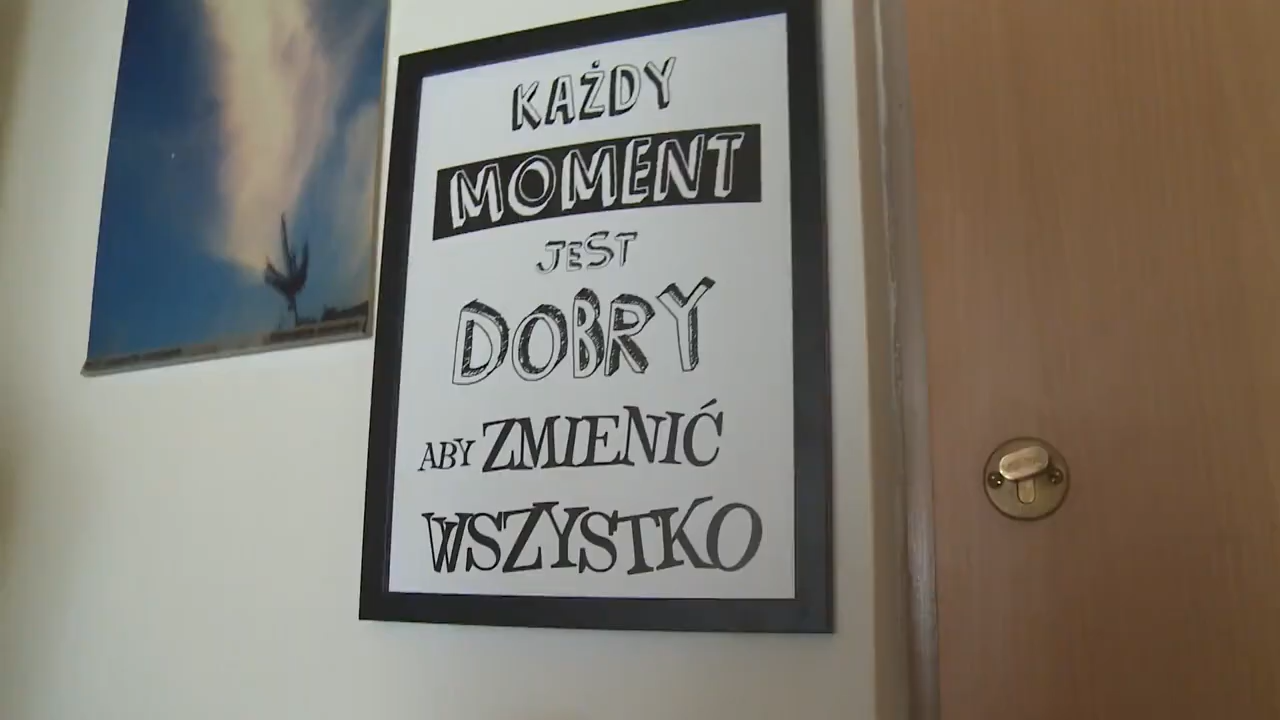 KAŻDY
MOMENT
JEST
DOBRY
ABY ZMIENIĆ
WSZYSTKO